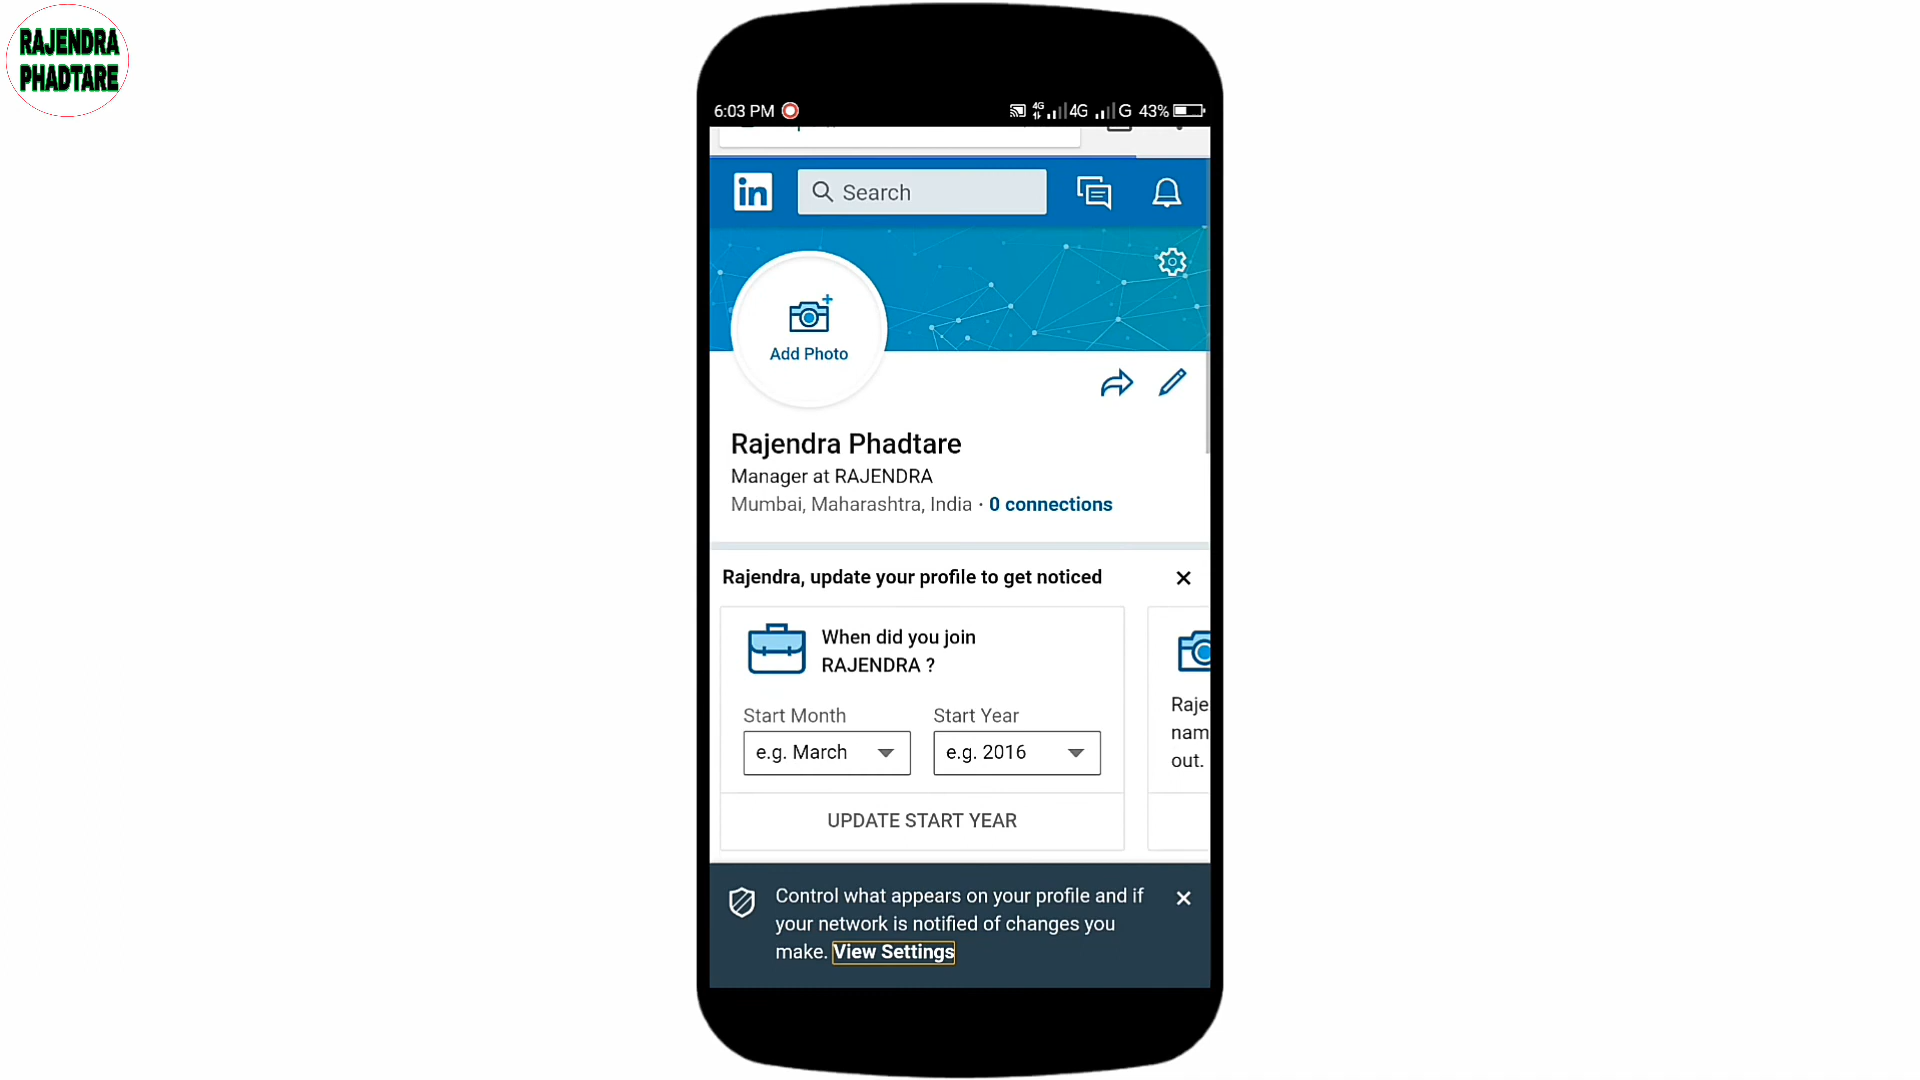 RAJENDRA
PHADTARE
6:03 PM 4G 4G G 43%
in Search
Add Photo
Rajendra Phadtare
Manager at RAJENDRA
Mumbai, Maharashtra, India · 0 connections
Rajendra, update your profile to get noticed
When did you join
RAJENDRA ?
Start Month Start Year
e.g. March e.g. 2016
UPDATE START YEAR
Raje
nam
out.
Control what appears on your profile and if
your network is notified of changes you
make. View Settings